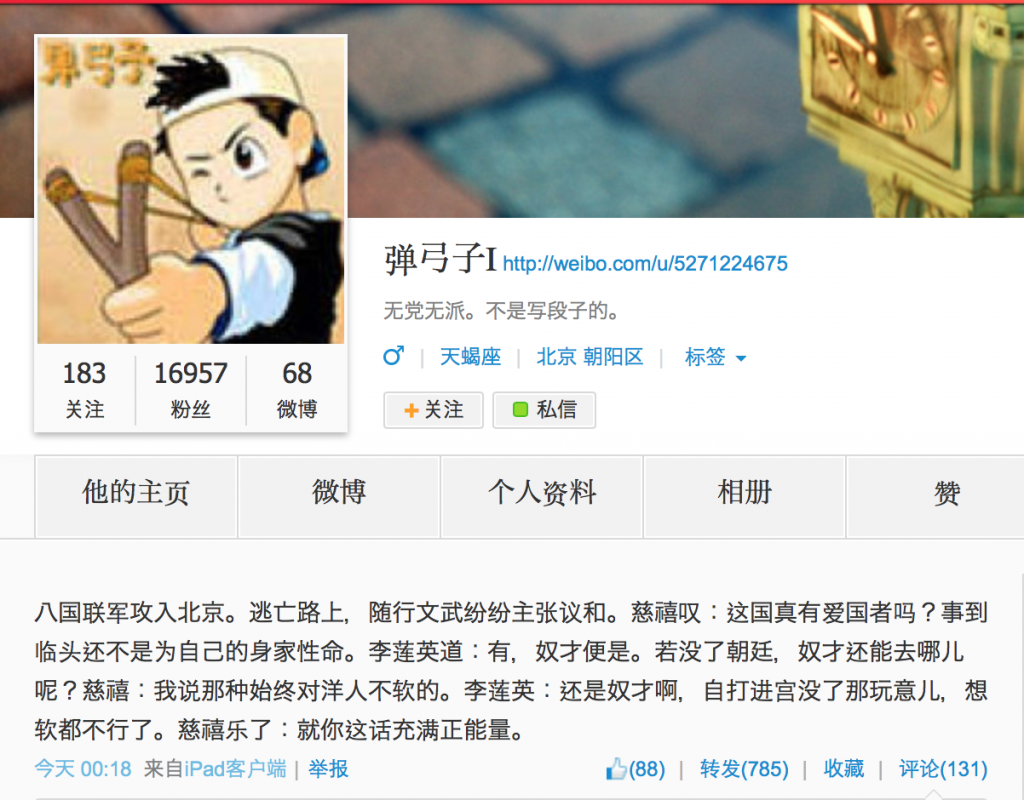 弹弓子
183
关注
16957
粉丝
68
微博
弹弓子I http://weibo.com/u/5271224675
无党无派。不是写段子的。
♂ | 天蝎座 | 北京 朝阳区 | 标签
+关注
私信
他的主页 微博 个人资料 相册 赞
八国联军攻入北京。逃亡路上，随行文武纷纷主张议和。慈禧叹：这国真有爱国者吗？事到
临头还不是为自己的身家性命。李莲英道：有，奴才便是。若没了朝廷，奴才还能去哪儿
呢？慈禧：我说那种始终对洋人不软的。李莲英：还是奴才啊，自打进宫没了那玩意儿，想
软都不行了。慈禧乐了：就你这话充满正能量。
今天 00:18 来自iPad客户端 | 举报 (88) | 转发(785) | 收藏 | 评论(131)